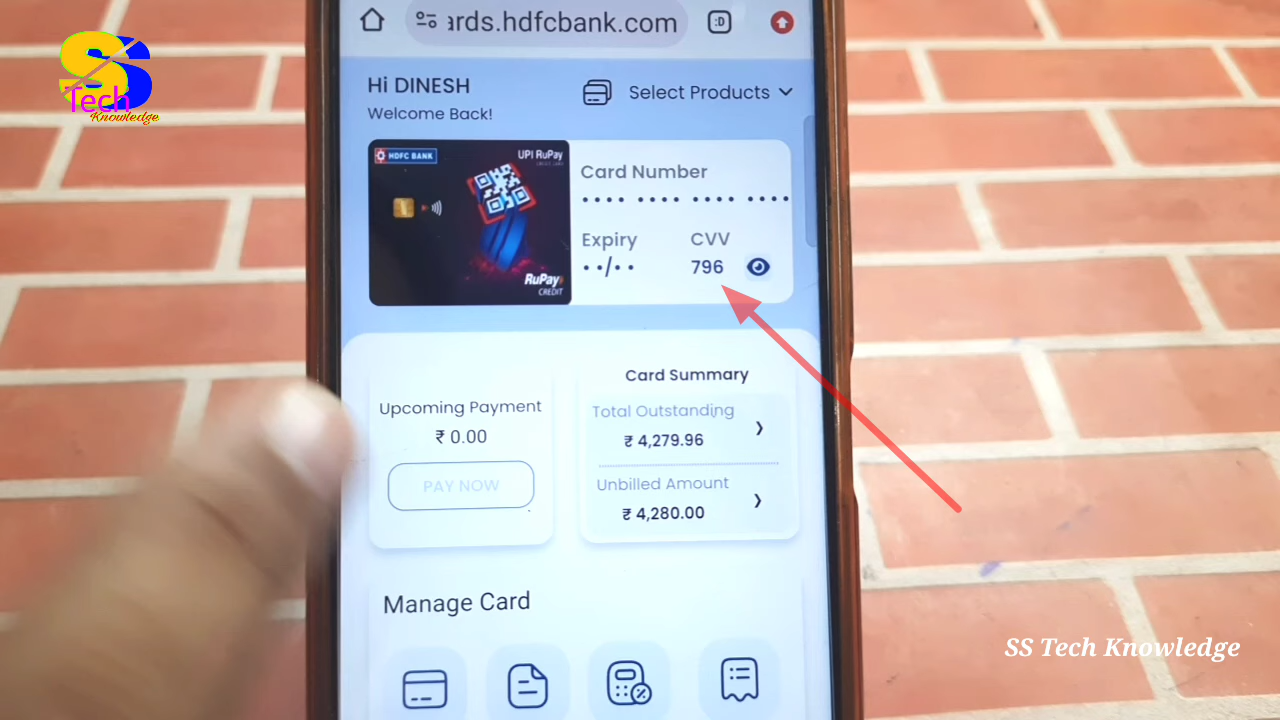 SS
Tech
Knowledge
ards.hdfcbank.com
:D
Hi DINESH
Welcome Back!
Select Products
HDFC BANK
UPI RuPay
RuPay
CREDIT
Card Number
•••• •••• •••• ••••
Expiry
••/••
CVV
796
Upcoming Payment
₹ 0.00
PAY NOW
Card Summary
Total Outstanding
₹ 4,279.96
Unbilled Amount
₹ 4,280.00
Manage Card
SS Tech Knowledge